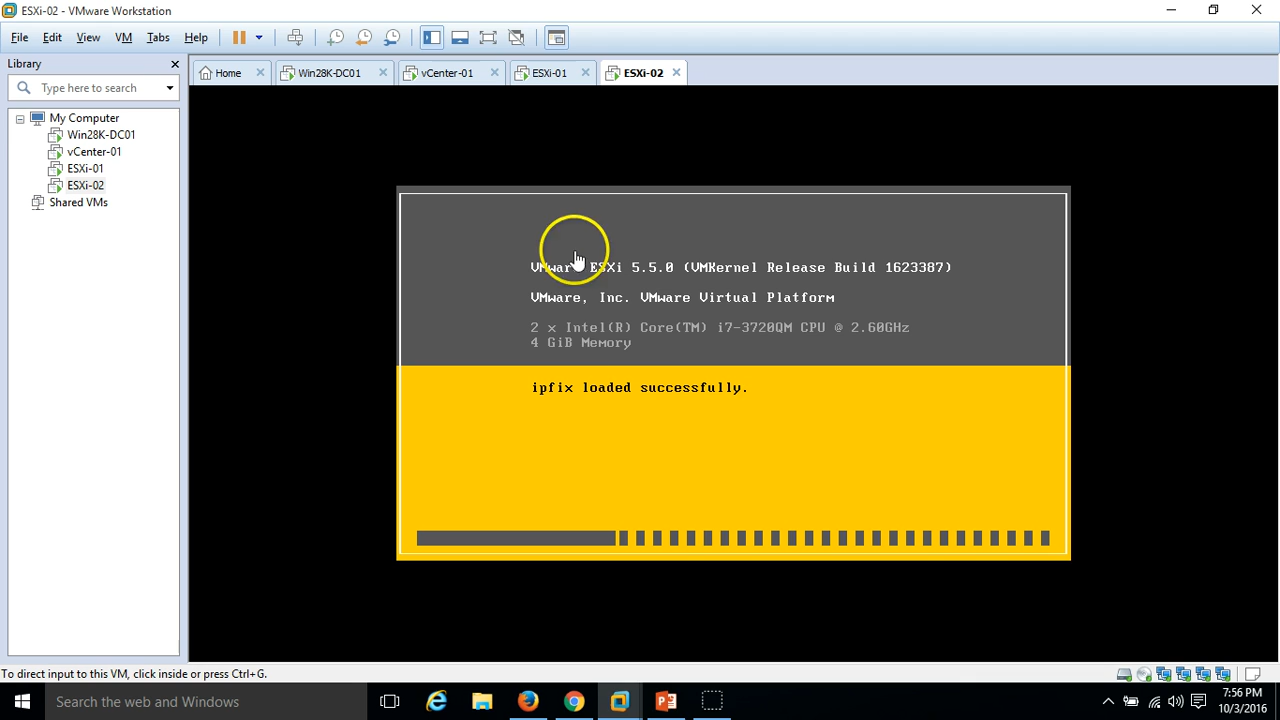 ESXi-02 - VMware Workstation
File Edit View VM Tabs Help
Library
Type here to search
My Computer
Win28K-DC01
vCenter-01
ESXi-01
ESXi-02
Shared VMs
Home Win28K-DC01 vCenter-01 ESXi-01 ESXi-02
VMware ESXi 5.5.0 (VMKernel Release Build 1623387)
VMware, Inc. VMware Virtual Platform
2 x Intel(R) Core(TM) i7-3720QM CPU @ 2.60GHz
4 GiB Memory
ipfix loaded successfully.
To direct input to this VM, click inside or press Ctrl+G.
Search the web and Windows
7:56 PM
10/3/2016